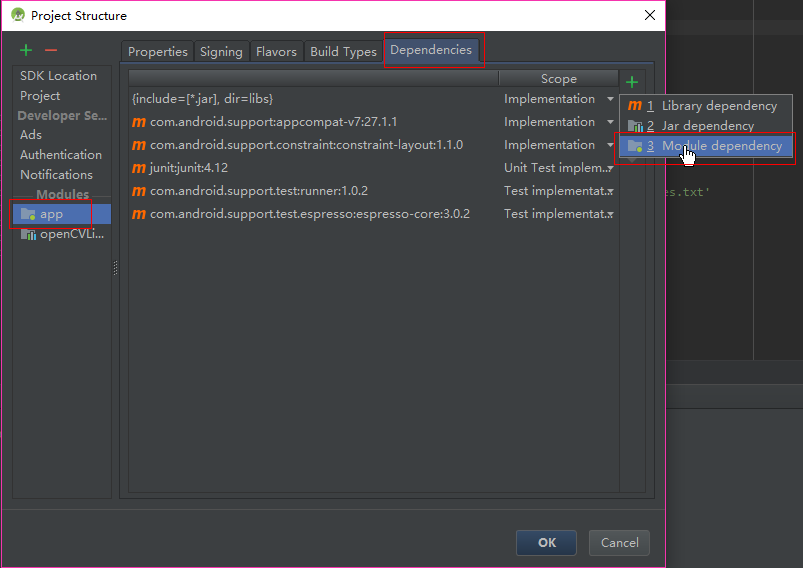 Project Structure
SDK Location
Project
Developer Se...
Ads
Authentication
Notifications
Modules
app
openCVLi...
Properties
Signing
Flavors
Build Types
Dependencies
Scope
{include=[*.jar], dir=libs}
Implementation
m com.android.support:appcompat-v7:27.1.1
Implementation
m com.android.support.constraint:constraint-layout:1.1.0
Implementation
m junit:junit:4.12
Unit Test implem...
m com.android.support.test:runner:1.0.2
Test implementat...
m com.android.support.test.espresso:espresso-core:3.0.2
Test implementat...
m 1 Library dependency
2 Jar dependency
3 Module dependency
es.txt'
OK
Cancel